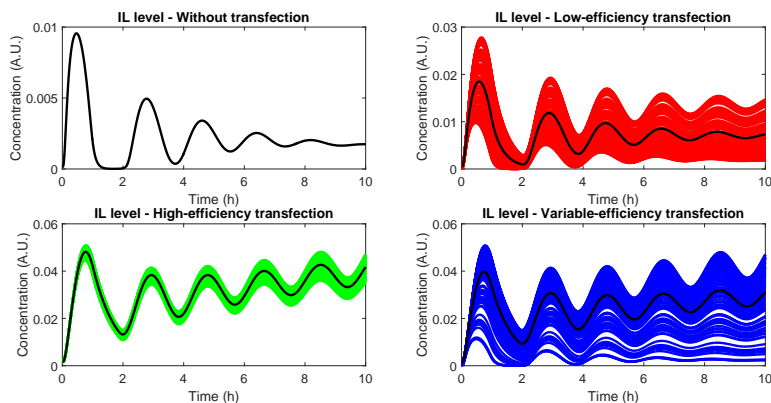 IL level - Without transfection
Concentration (A.U.)
0.01
0.005
0
0 2 4 6 8 10
Time (h)
IL level - Low-efficiency transfection
Concentration (A.U.)
0.03
0.02
0.01
0
0 2 4 6 8 10
Time (h)
IL level - High-efficiency transfection
Concentration (A.U.)
0.06
0.04
0.02
0
0 2 4 6 8 10
Time (h)
IL level - Variable-efficiency transfection
Concentration (A.U.)
0.06
0.04
0.02
0
0 2 4 6 8 10
Time (h)